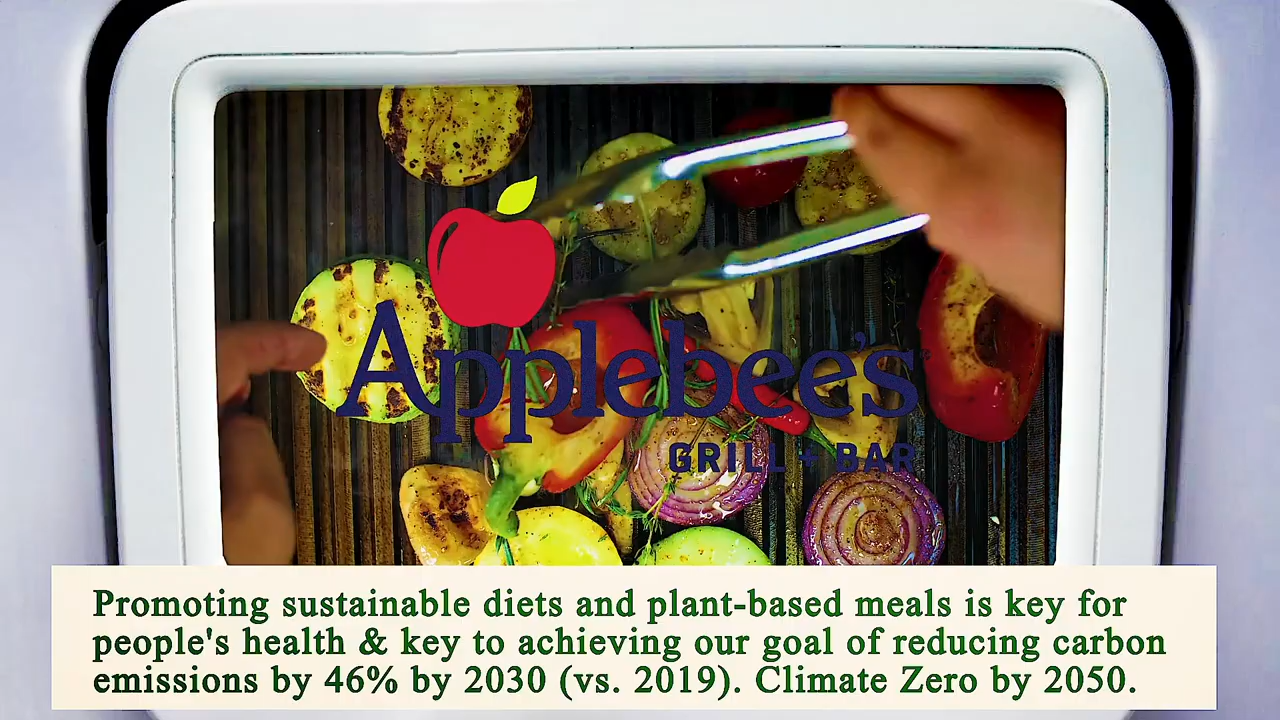 Applebee's
GRILL + BAR
Promoting sustainable diets and plant-based meals is key for
people's health & key to achieving our goal of reducing carbon
emissions by 46% by 2030 (vs. 2019). Climate Zero by 2050.